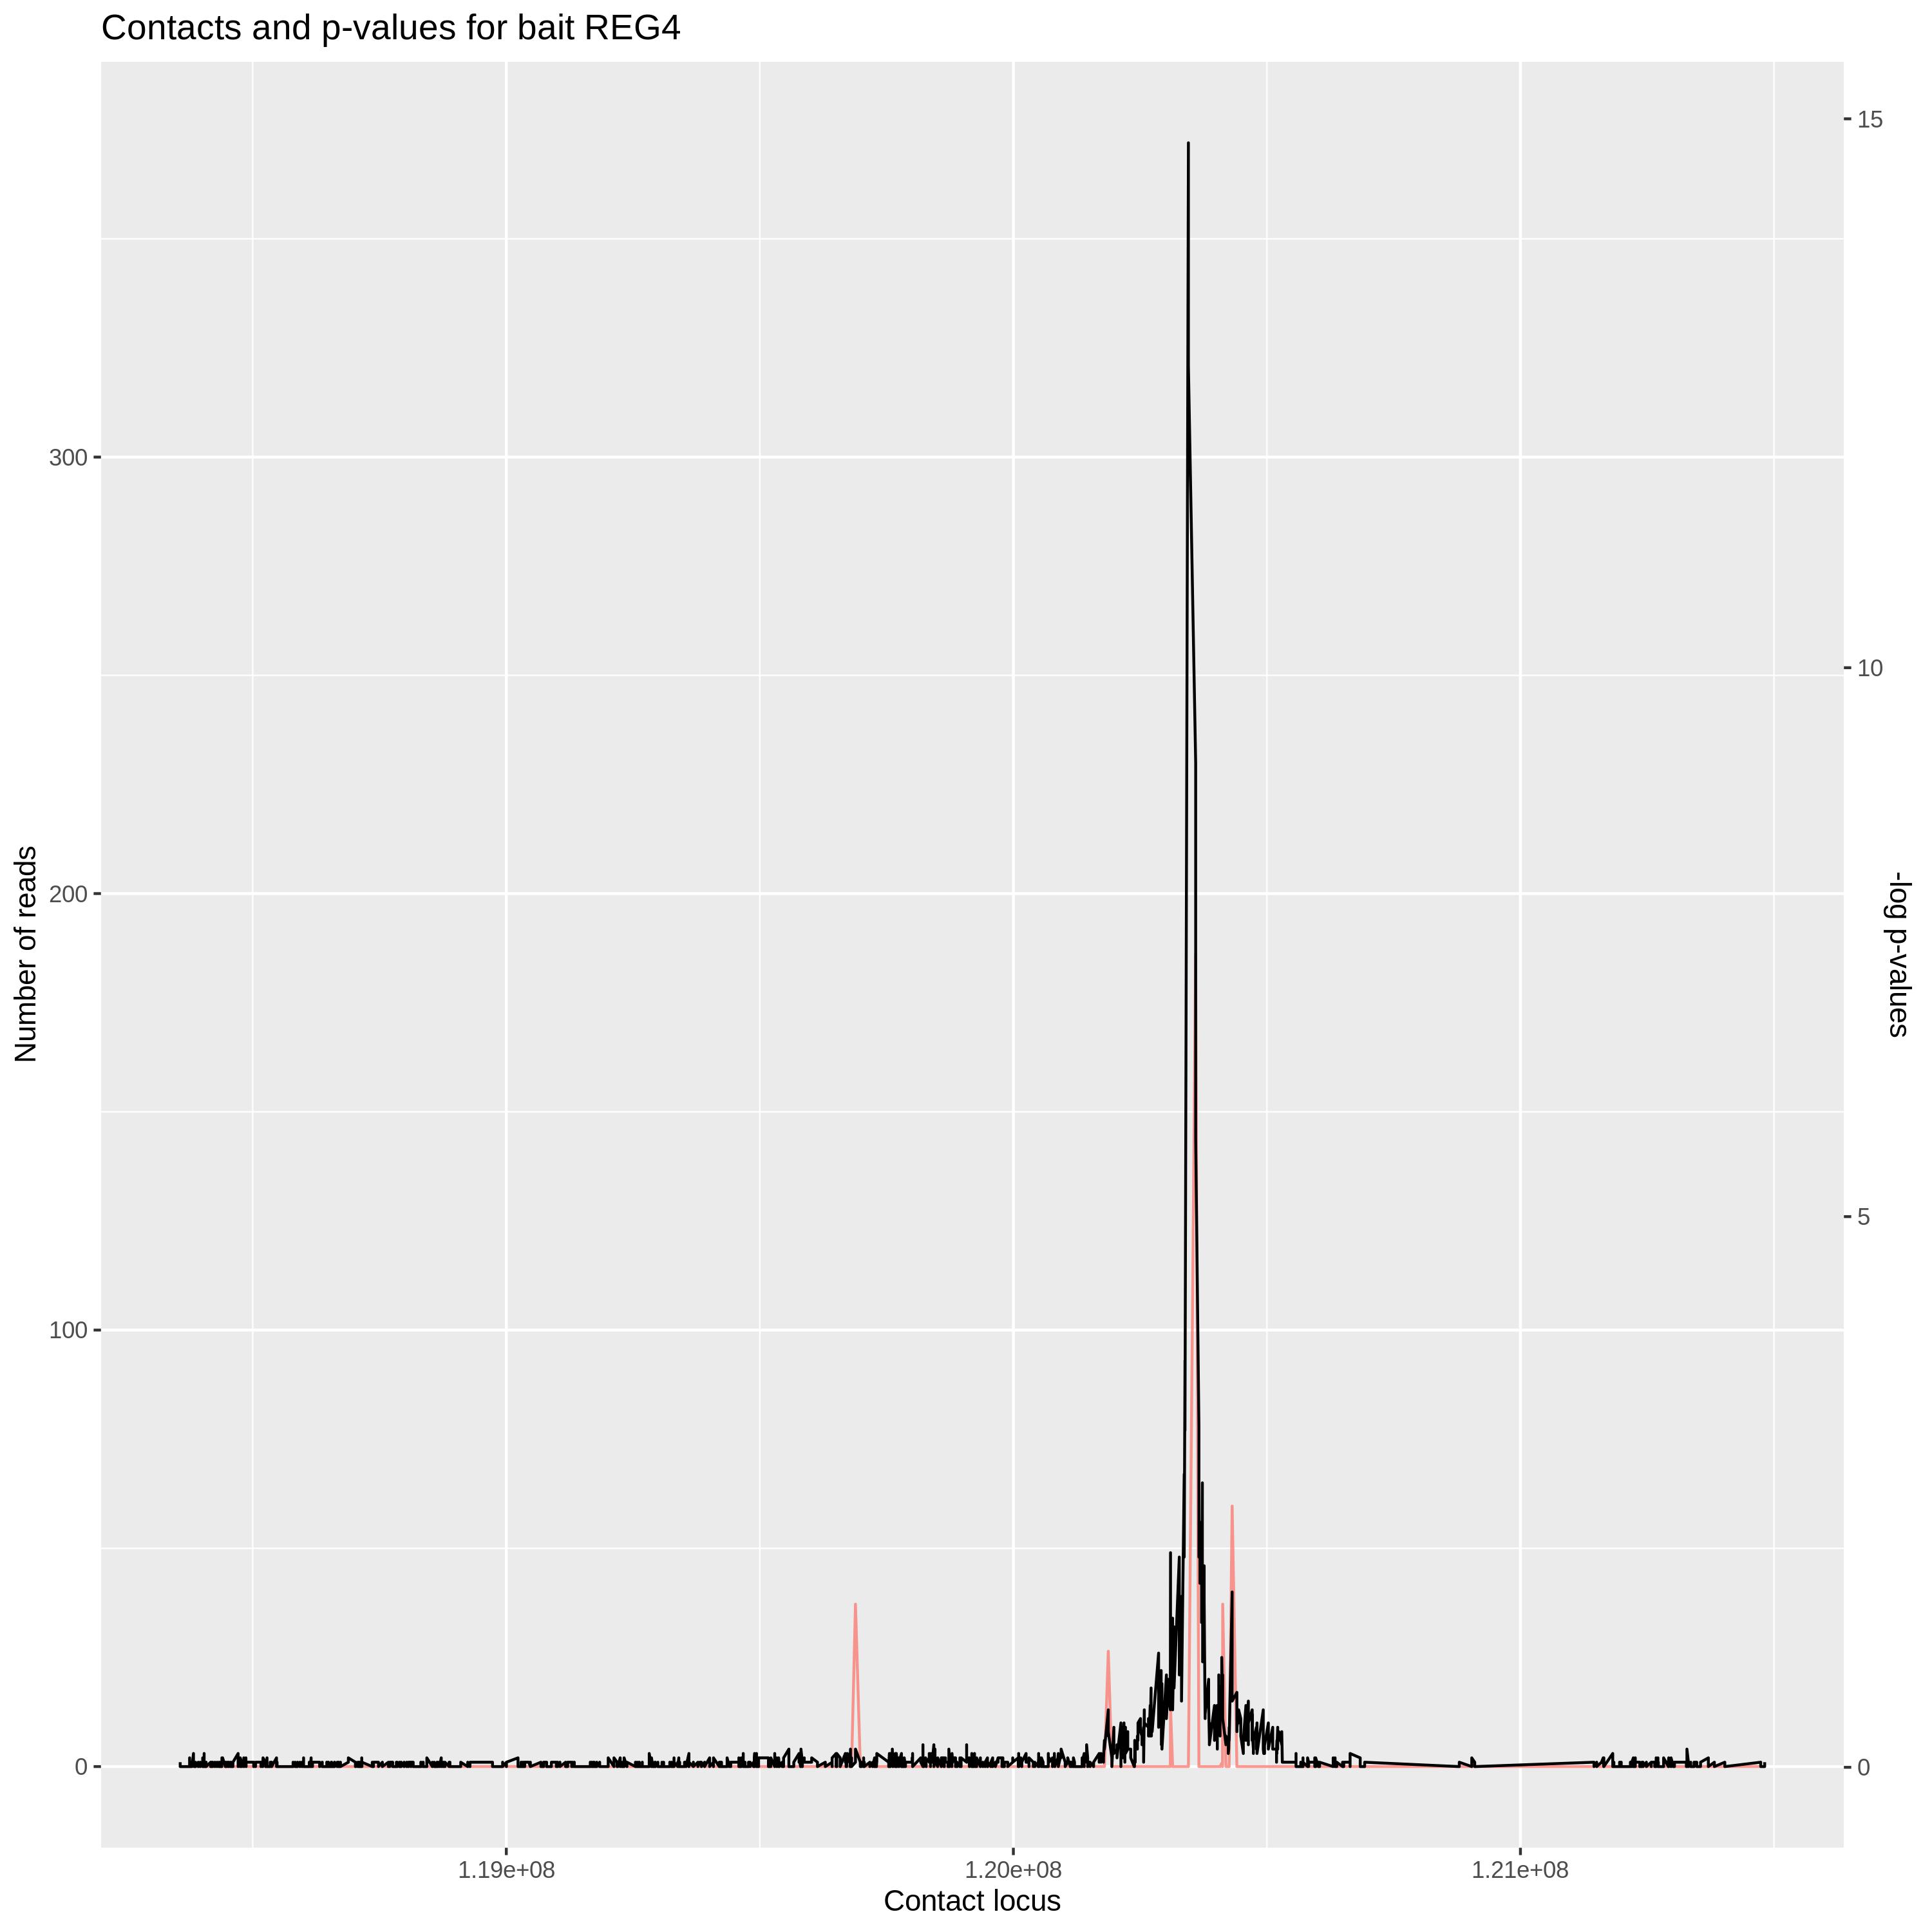 Contacts and p-values for bait REG4
15
300
10
200
Number of reads
-log p-values
5
100
0
0
1.19e+08
1.20e+08
1.21e+08
Contact locus